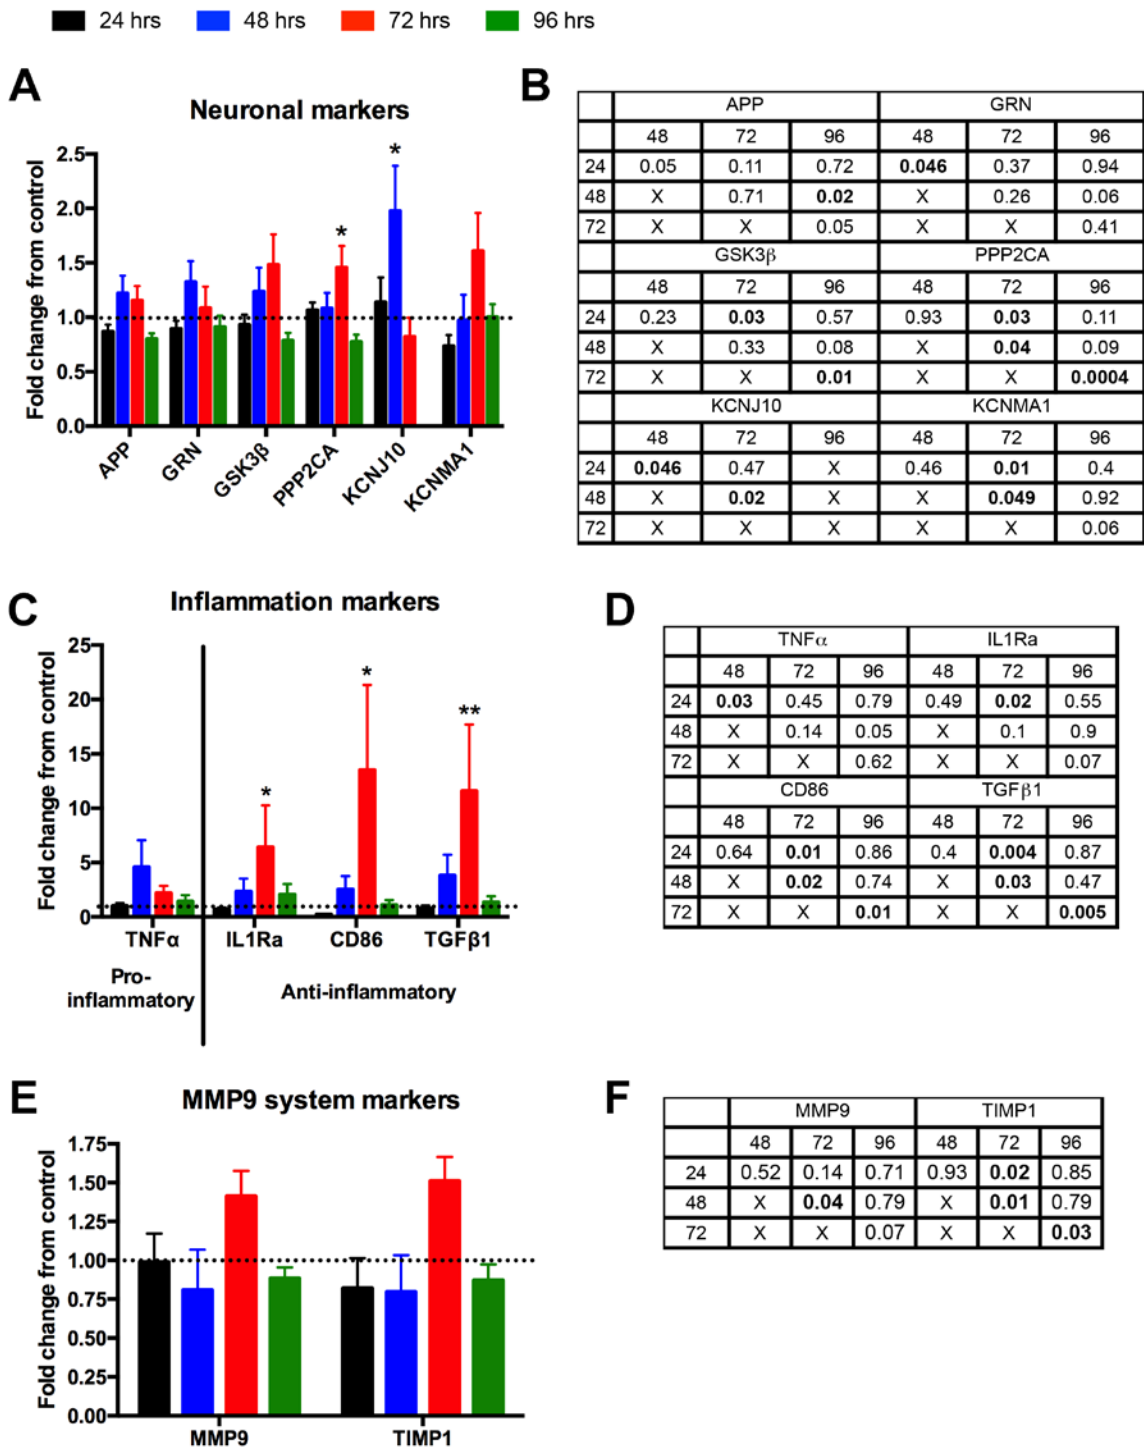 24 hrs 48 hrs 72 hrs 96 hrs
A
Neuronal markers
Fold change from control
2.5
2.0
1.5
1.0
0.5
0.0
* *
APP GRN GSK3β PPP2CA KCNJ10 KCNMA1
B
APP GRN
48 72 96 48 72 96
24 0.05 0.11 0.72 0.046 0.37 0.94
48 X 0.71 0.02 X 0.26 0.06
72 X X 0.05 X X 0.41
GSK3β PPP2CA
48 72 96 48 72 96
24 0.23 0.03 0.57 0.93 0.03 0.11
48 X 0.33 0.08 X 0.04 0.09
72 X X 0.01 X X 0.0004
KCNJ10 KCNMA1
48 72 96 48 72 96
24 0.046 0.47 X 0.46 0.01 0.4
48 X 0.02 X X 0.049 0.92
72 X X X X X 0.06
C
Inflammation markers
Fold change from control
25
20
15
10
5
0
* * **
TNFα IL1Ra CD86 TGFβ1
Pro-
inflammatory Anti-inflammatory
D
TNFα IL1Ra
48 72 96 48 72 96
24 0.03 0.45 0.79 0.49 0.02 0.55
48 X 0.14 0.05 X 0.1 0.9
72 X X 0.62 X X 0.07
CD86 TGFβ1
48 72 96 48 72 96
24 0.64 0.01 0.86 0.4 0.004 0.87
48 X 0.02 0.74 X 0.03 0.47
72 X X 0.01 X X 0.005
E
MMP9 system markers
Fold change from control
1.75
1.50
1.25
1.00
0.75
0.50
0.25
0.00
MMP9 TIMP1
F
MMP9 TIMP1
48 72 96 48 72 96
24 0.52 0.14 0.71 0.93 0.02 0.85
48 X 0.04 0.79 X 0.01 0.79
72 X X 0.07 X X 0.03